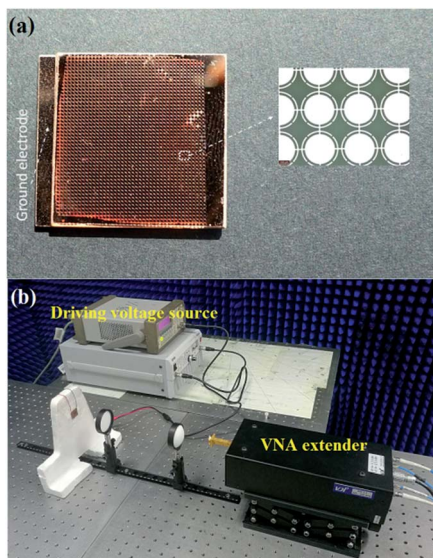 (a)
Ground electrode
(b)
Driving voltage source
VNA extender